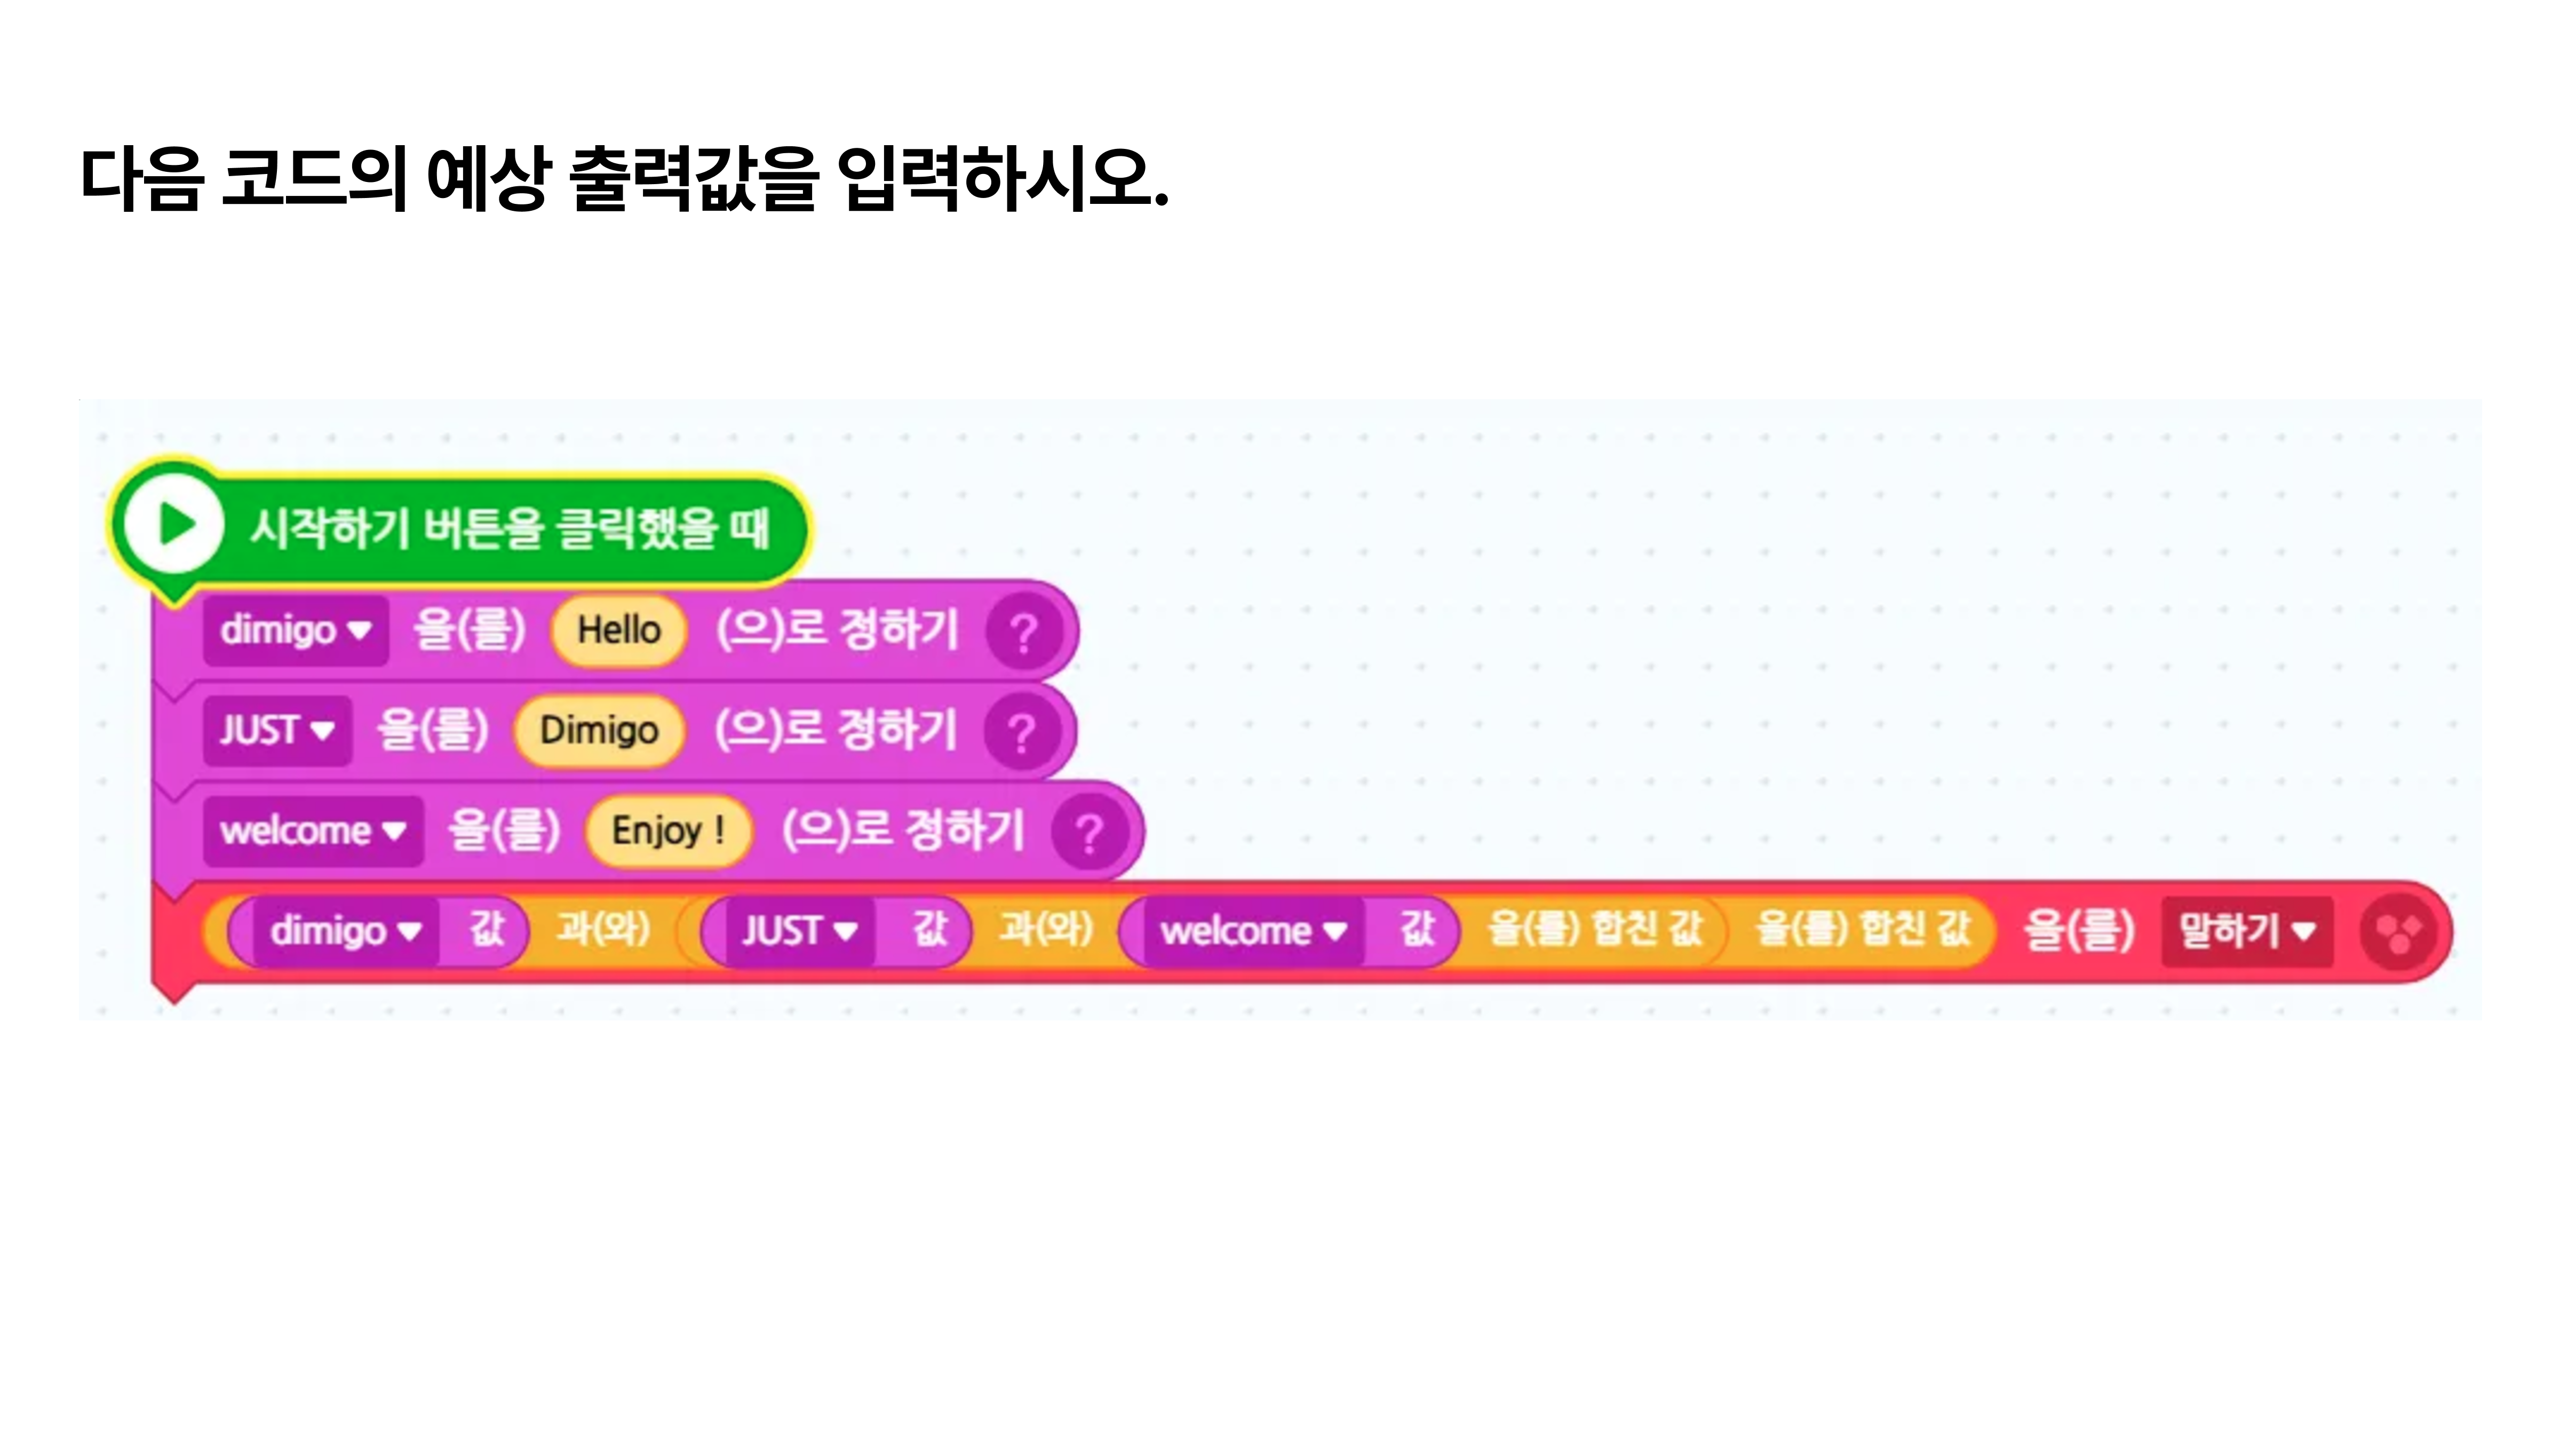 다음 코드의 예상 출력값을 입력하시오.
시작하기 버튼을 클릭했을 때
dimigo 을(를) Hello (으)로 정하기 ?
JUST 을(를) Dimigo (으)로 정하기 ?
welcome 을(를) Enjoy ! (으)로 정하기 ?
dimigo 값 과(와) JUST 값 과(와) welcome 값 을(를) 합친 값 을(를) 합친 값 을(를) 말하기